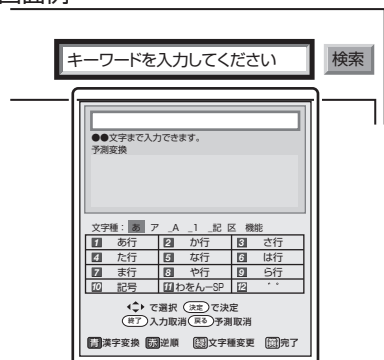 画面例
キーワードを入力してください 検索
●●文字まで入力できます。
予測変換
文字種： あ ア _A _1 _記 区 機能
1 あ行 2 か行 3 さ行
4 た行 5 な行 6 は行
7 ま行 8 や行 9 ら行
10 記号 11 わをん−SP 12 ゛゜
で選択 決定 で決定
終了 入力取消 戻る 予測取消
青 漢字変換 赤 逆順 緑 文字種変更 黄 完了